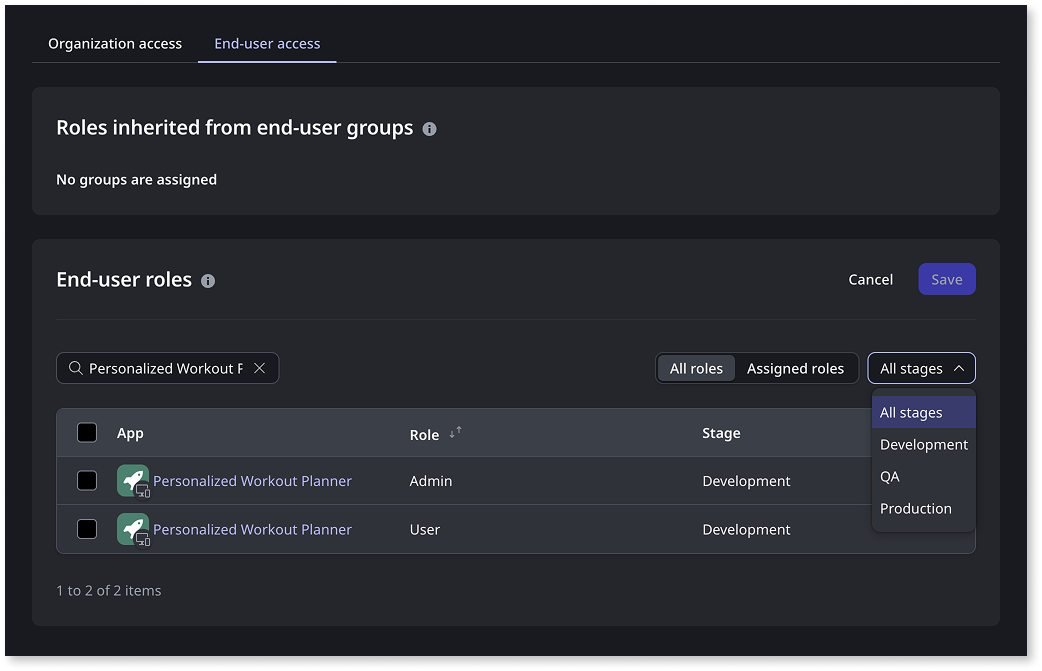 Organization access
End-user access
Roles inherited from end-user groups
No groups are assigned
End-user roles
Cancel
Save
Personalized Workout P
All roles
Assigned roles
All stages
All stages
Development
QA
Production
App
Role
Stage
Personalized Workout Planner
Admin
Development
Personalized Workout Planner
User
Development
1 to 2 of 2 items